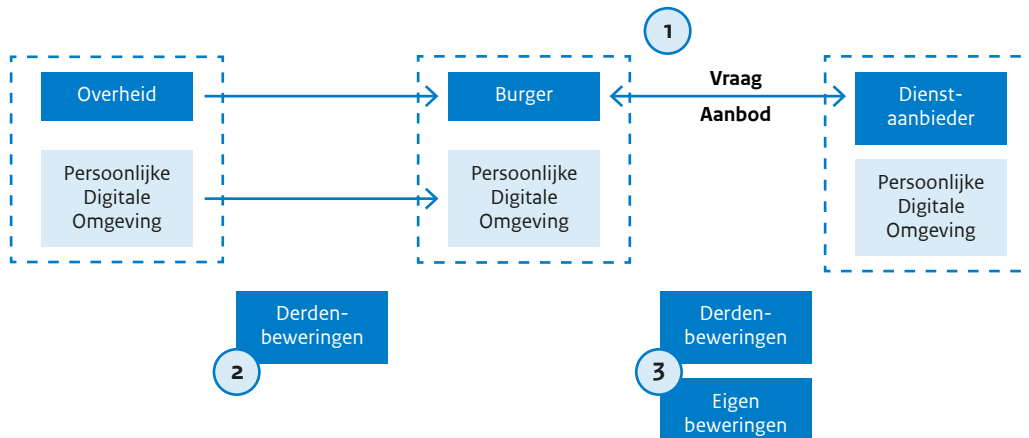 1
Overheid
Persoonlijke
Digitale
Omgeving
Burger
Persoonlijke
Digitale
Omgeving
Vraag
Aanbod
Dienst-
aanbieder
Persoonlijke
Digitale
Omgeving
Derden-
beweringen
2
Derden-
beweringen
3
Eigen
beweringen